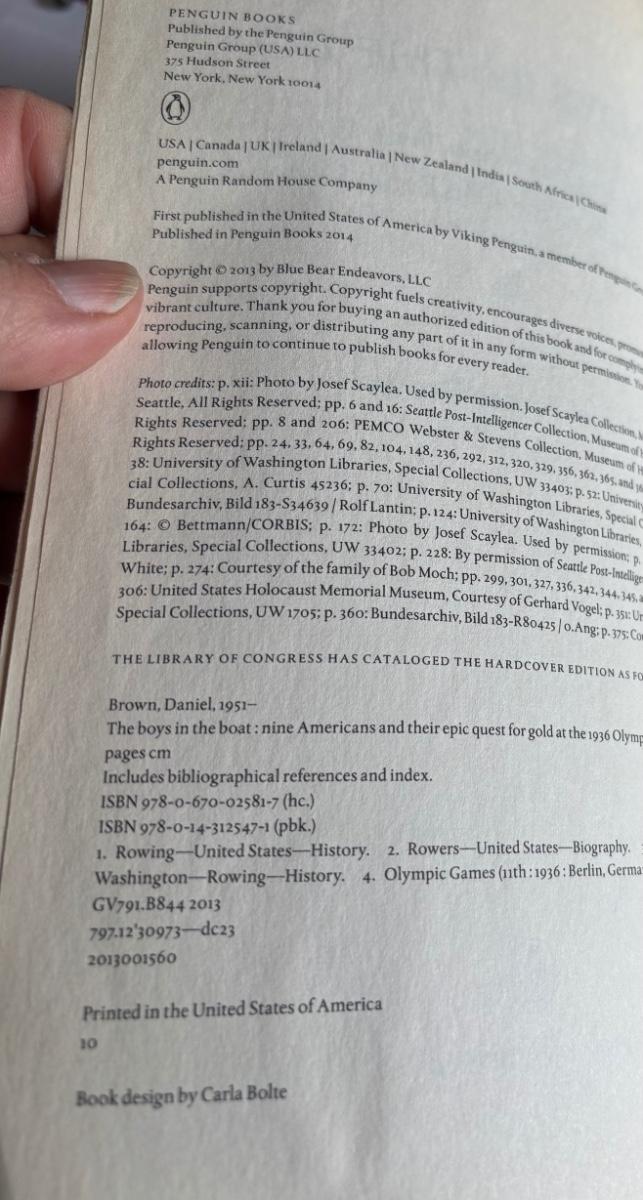 PENGUIN BOOKS
Published by the Penguin Group
Penguin Group (USA) LLC
375 Hudson Street
New York, New York 10014
USA | Canada | UK | Ireland | Australia | New Zealand | India | South Africa | China
penguin.com
A Penguin Random House Company
First published in the United States of America by Viking Penguin, a member of Penguin
Published in Penguin Books 2014
Copyright © 2013 by Blue Bear Endeavors, LLC
Penguin supports copyright. Copyright fuels creativity, encourages diverse voices,
vibrant culture. Thank you for buying an authorized edition of this book and for
reproducing, scanning, or distributing any part of it in any form without permission.
allowing Penguin to continue to publish books for every reader.
Photo credits: p. xii: Photo by Josef Scaylea. Used by permission. Josef Scaylea Collection,
Seattle, All Rights Reserved; pp. 6 and 16: Seattle Post-Intelligencer Collection, Museum of
Rights Reserved; pp. 8 and 206: PEMCO Webster & Stevens Collection, Museum of
Rights Reserved; pp. 24, 33, 64, 69, 82, 104, 148, 236, 292, 312, 320, 329, 356, 362, 365, and
38: University of Washington Libraries, Special Collections, UW 33403; p. 52:
cial Collections, A. Curtis 45236; p. 70: University of Washington Libraries, Special
Bundesarchiv, Bild 183-S34639 / Rolf Lantin; p. 124: University of Washington Libraries,
164: © Bettmann/CORBIS; p. 172: Photo by Josef Scaylea. Used by permission; p.
Libraries, Special Collections, UW 33402; p. 228: By permission of Seattle
White; p. 274: Courtesy of the family of Bob Moch; pp. 299, 301, 327, 336, 342, 344, 345,
306: United States Holocaust Memorial Museum, Courtesy of Gerhard Vogel; p. 351:
Special Collections, UW 1705; p. 360: Bundesarchiv, Bild 183-R80425 / o.Ang; p. 375:
THE LIBRARY OF CONGRESS HAS CATALOGED THE HARDCOVER EDITION AS FO
Brown, Daniel, 1951–
The boys in the boat : nine Americans and their epic quest for gold at the 1936 Olymp
pages cm
Includes bibliographical references and index.
ISBN 978-0-670-02581-7 (hc.)
ISBN 978-0-14-312547-1 (pbk.)
1. Rowing—United States—History. 2. Rowers—United States—Biography.
Washington—Rowing—History. 4. Olympic Games (11th : 1936 : Berlin, Germa
GV791.B844 2013
797.12'30973—dc23
2013001560
Printed in the United States of America
10
Book design by Carla Bolte